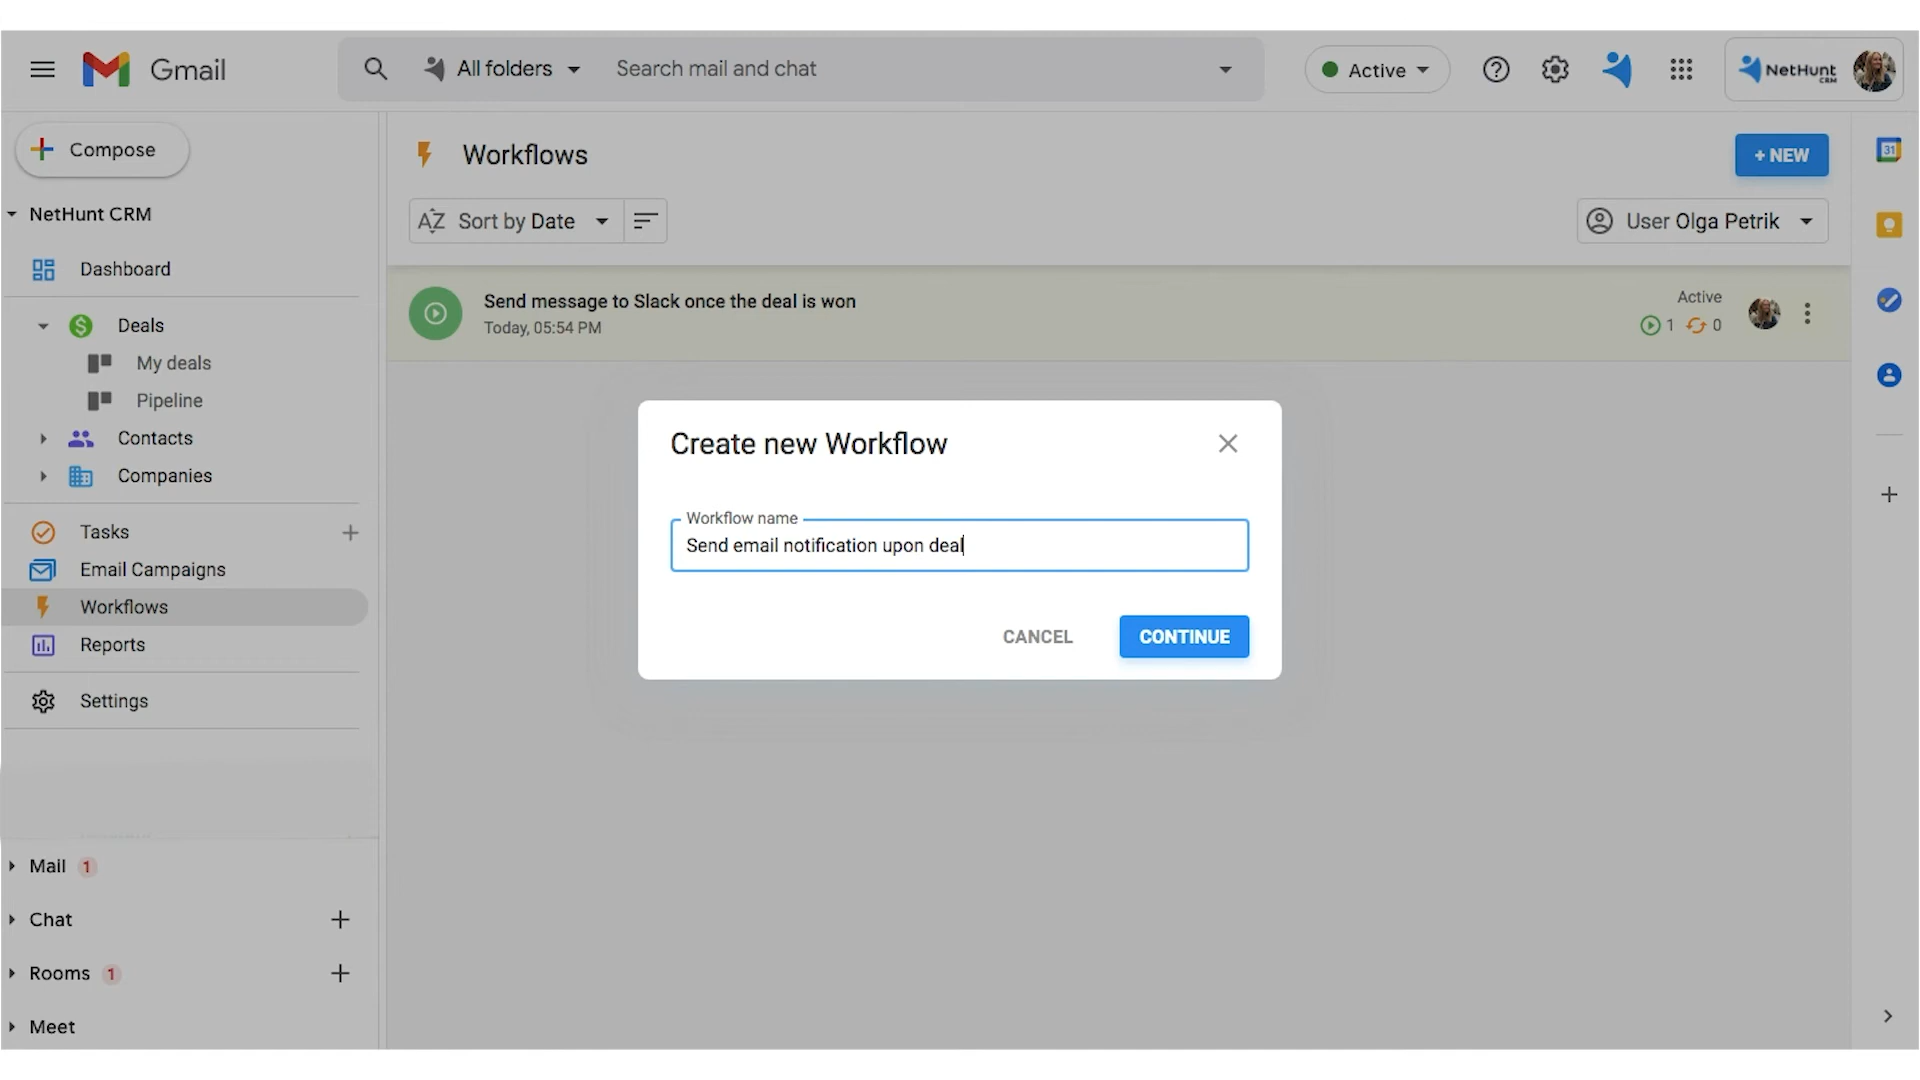 Gmail
All folders
Search mail and chat
Active
NetHunt
CRM
Compose
NetHunt CRM
Dashboard
Deals
My deals
Pipeline
Contacts
Companies
Tasks
Email Campaigns
Workflows
Reports
Settings
Mail 1
Chat
Rooms 1
Meet
Workflows
+ NEW
AZ Sort by Date
User Olga Petrik
Send message to Slack once the deal is won
Today, 05:54 PM
Active
1 0
Create new Workflow
Workflow name
Send email notification upon deal
CANCEL
CONTINUE
31